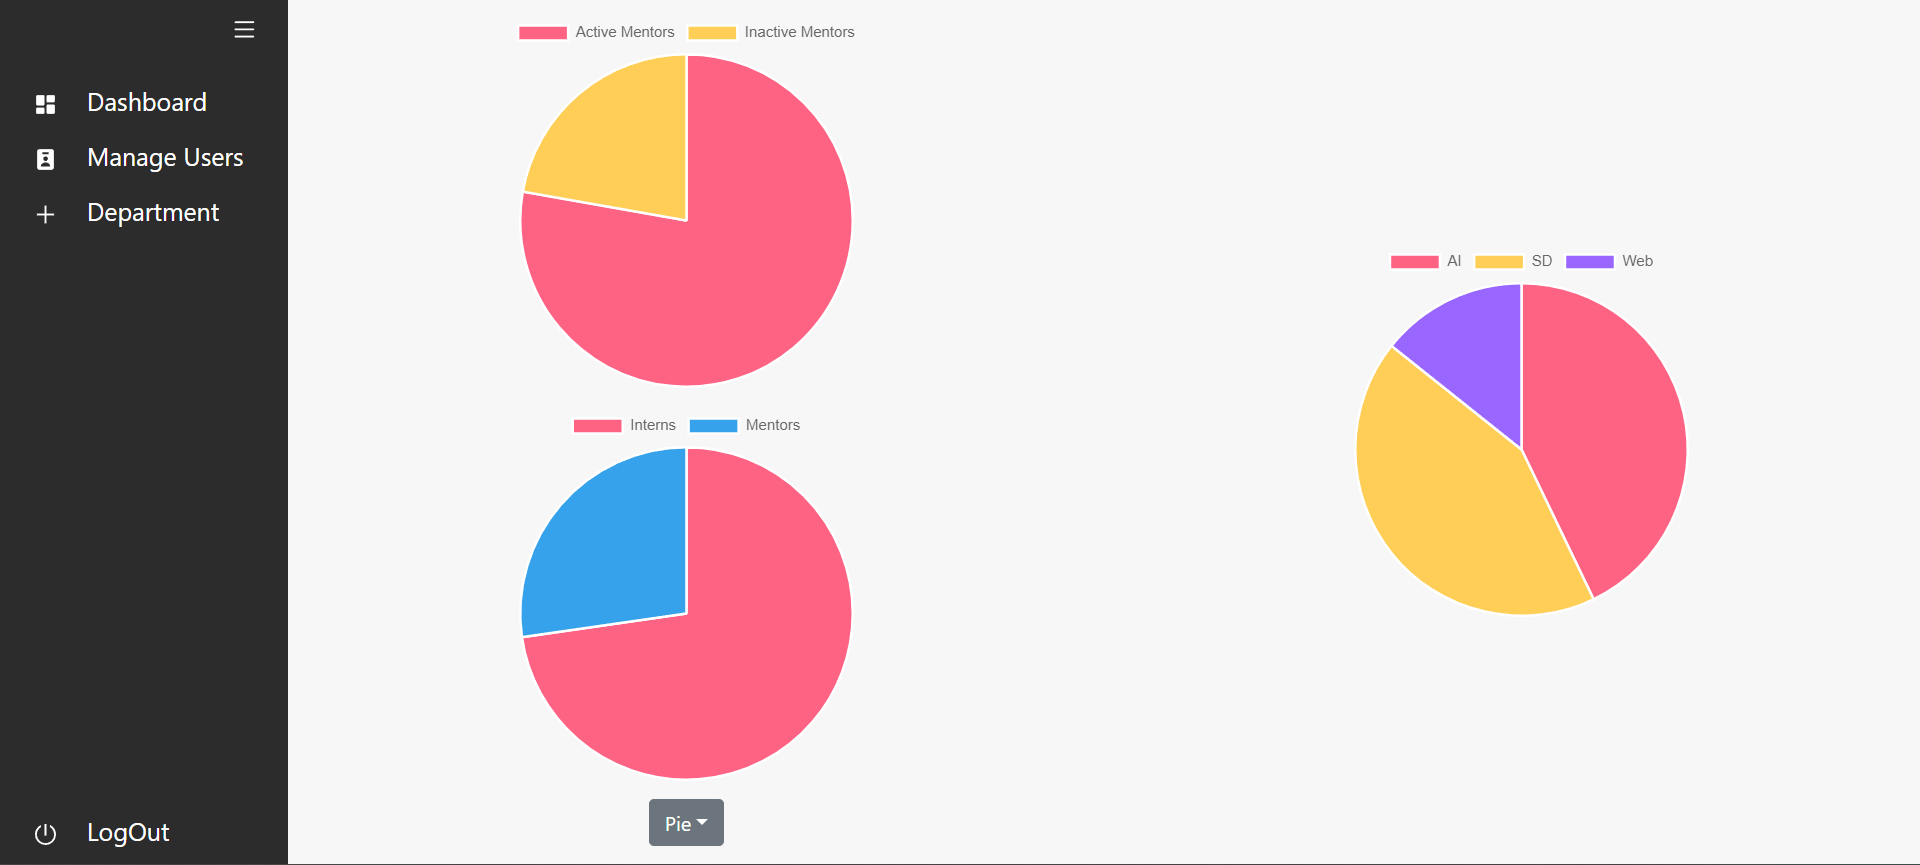 Dashboard
Manage Users
Department
LogOut
Active Mentors Inactive Mentors
Interns Mentors
Pie
AI SD Web